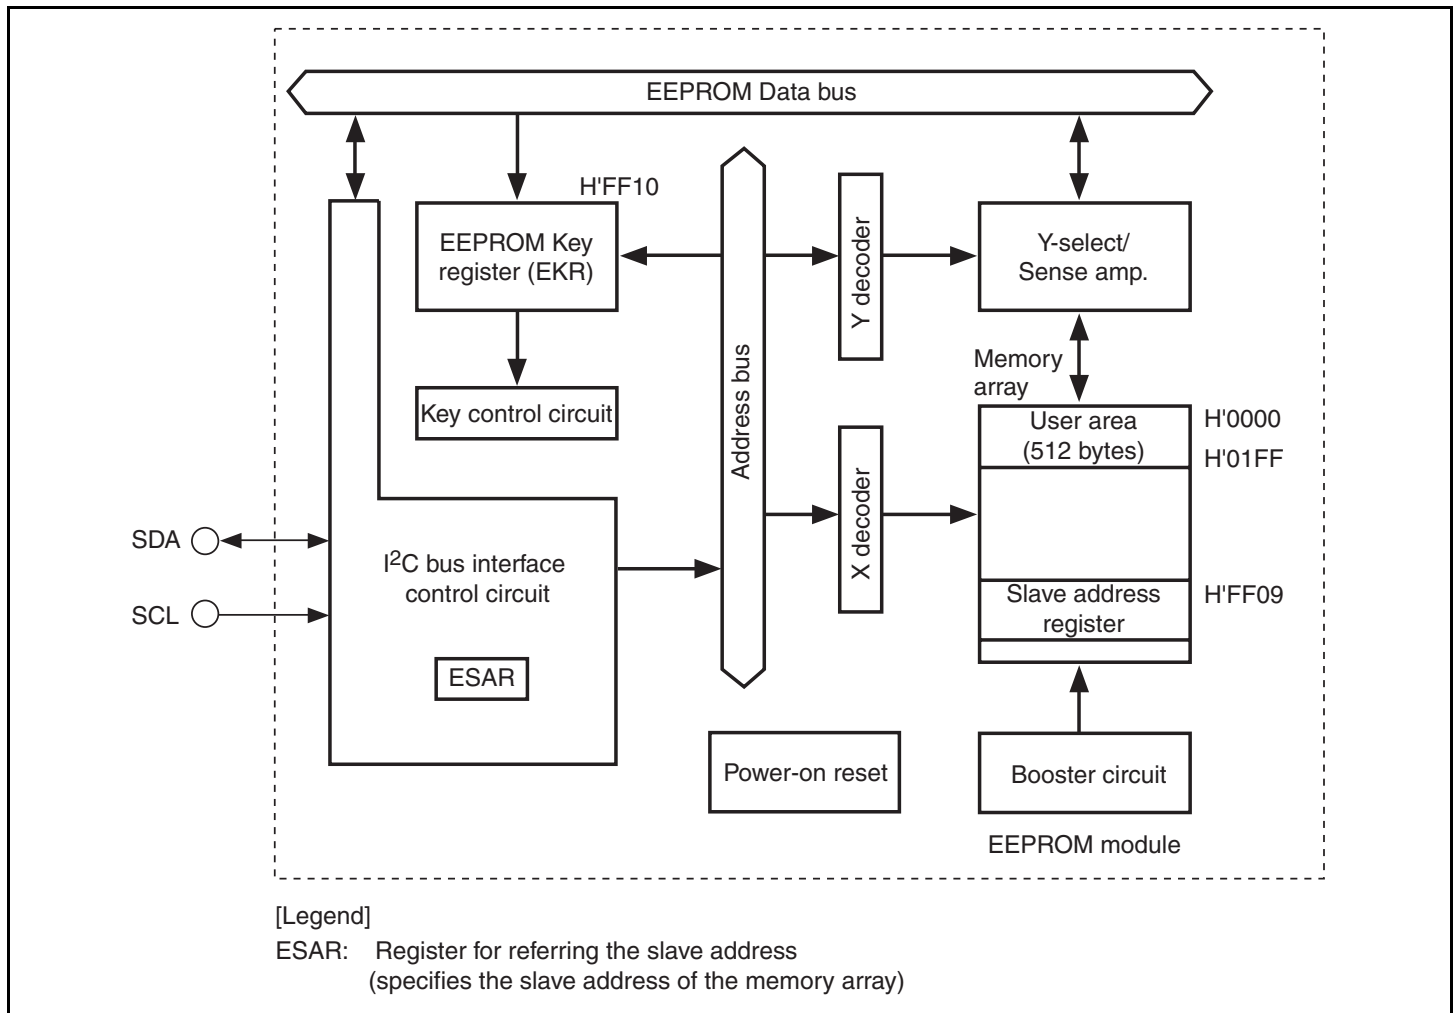 EEPROM Data bus
H'FF10
EEPROM Key
register (EKR)
Y decoder
Y-select/
Sense amp.
Address bus
Memory
array
Key control circuit
User area
(512 bytes)
H'0000
H'01FF
X decoder
SDA
I²C bus interface
control circuit
SCL
Slave address
register
H'FF09
ESAR
Power-on reset
Booster circuit
EEPROM module
[Legend]
ESAR: Register for referring the slave address
(specifies the slave address of the memory array)